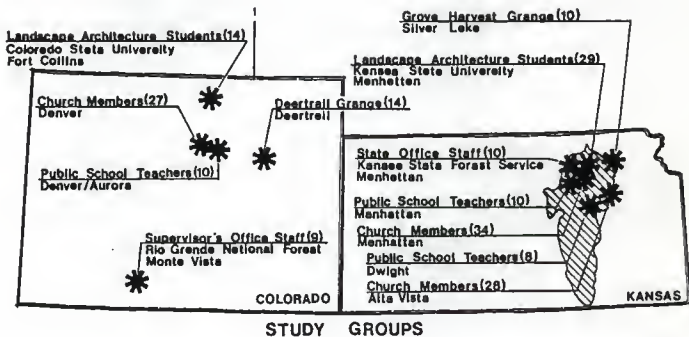 1
Landscape Architecture Students(14)
Colorado State University
Fort Collins
Church Members(27)
Denver
Deertrail Grange(14)
Deertrail
Public School Teachers(10)
Denver/Aurora
Supervisor's Office Staff(9)
Rio Grande National Forest
Monte Vista
COLORADO
Grove Harvest Grange(10)
Silver Lake
Landscape Architecture Students(29)
Kansas State University
Manhattan
State Office Staff(10)
Kansas State Forest Service
Manhattan
Public School Teachers(10)
Manhattan
Church Members(34)
Manhattan
Public School Teachers(8)
Dwight
Church Members(28)
Alta Vista
KANSAS
STUDY GROUPS